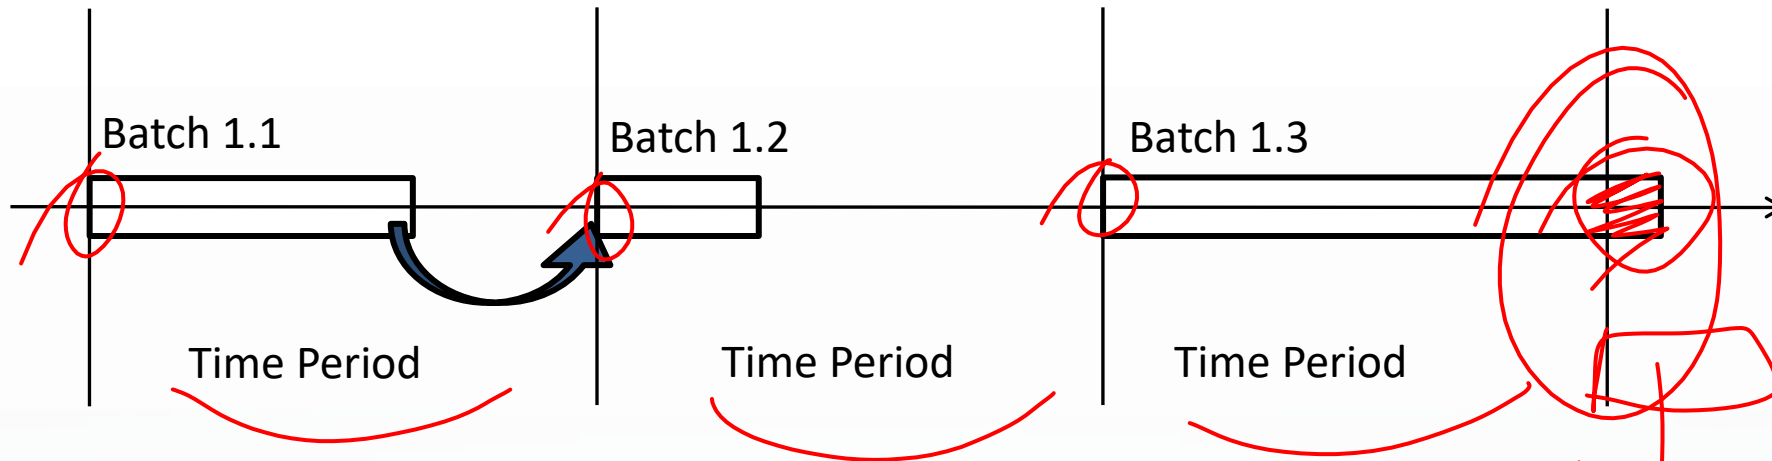 Batch 1.1 Batch 1.2 Batch 1.3
Time Period Time Period Time Period